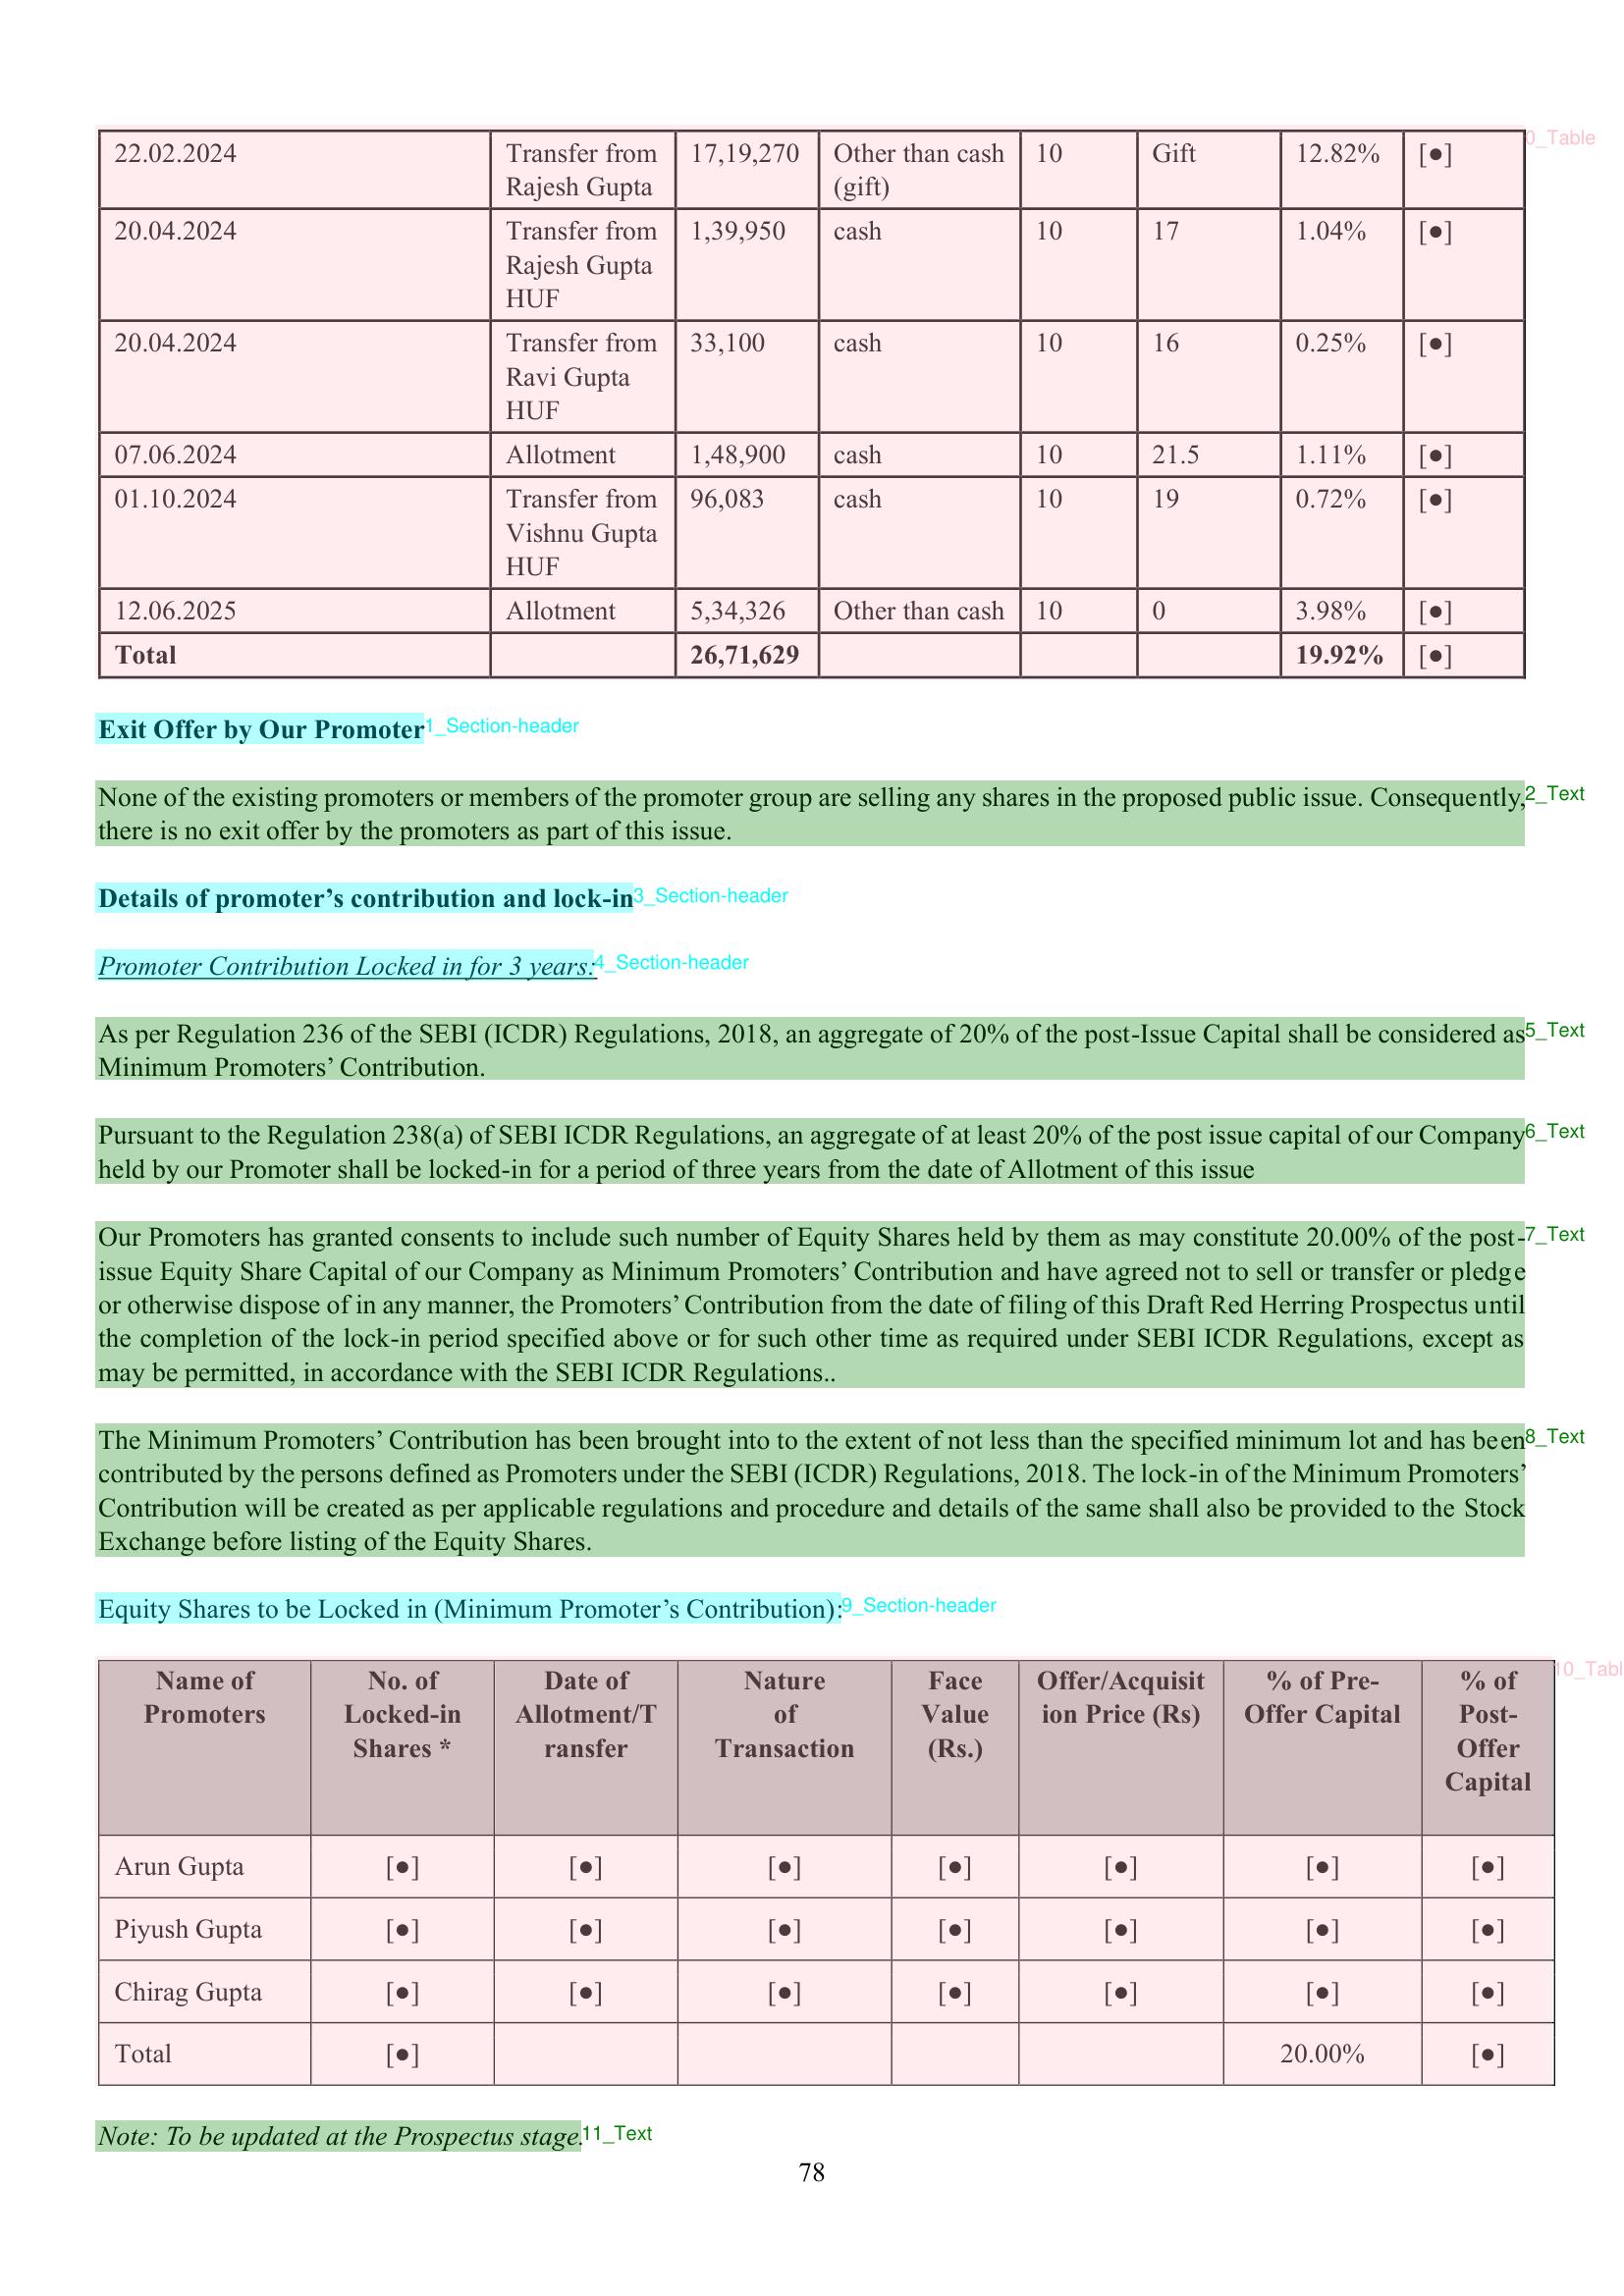 22.02.2024 Transfer from 17,19,270 Other than cash 10 Gift 12.82% [●] 0_Table
Rajesh Gupta (gift)
20.04.2024 Transfer from 1,39,950 cash 10 17 1.04% [●]
Rajesh Gupta
HUF
20.04.2024 Transfer from 33,100 cash 10 16 0.25% [●]
Ravi Gupta
HUF
07.06.2024 Allotment 1,48,900 cash 10 21.5 1.11% [●]
01.10.2024 Transfer from 96,083 cash 10 19 0.72% [●]
Vishnu Gupta
HUF
12.06.2025 Allotment 5,34,326 Other than cash 10 0 3.98% [●]
Total 26,71,629 19.92% [●]
Exit Offer by Our Promoter 1_Section-header
None of the existing promoters or members of the promoter group are selling any shares in the proposed public issue. Consequently, 2_Text
there is no exit offer by the promoters as part of this issue.
Details of promoter’s contribution and lock-in 3_Section-header
Promoter Contribution Locked in for 3 years: 4_Section-header
As per Regulation 236 of the SEBI (ICDR) Regulations, 2018, an aggregate of 20% of the post-Issue Capital shall be considered as 5_Text
Minimum Promoters’ Contribution.
Pursuant to the Regulation 238(a) of SEBI ICDR Regulations, an aggregate of at least 20% of the post issue capital of our Company 6_Text
held by our Promoter shall be locked-in for a period of three years from the date of Allotment of this issue
Our Promoters has granted consents to include such number of Equity Shares held by them as may constitute 20.00% of the post- 7_Text
issue Equity Share Capital of our Company as Minimum Promoters’ Contribution and have agreed not to sell or transfer or pledge
or otherwise dispose of in any manner, the Promoters’ Contribution from the date of filing of this Draft Red Herring Prospectus until
the completion of the lock-in period specified above or for such other time as required under SEBI ICDR Regulations, except as
may be permitted, in accordance with the SEBI ICDR Regulations..
The Minimum Promoters’ Contribution has been brought into to the extent of not less than the specified minimum lot and has been 8_Text
contributed by the persons defined as Promoters under the SEBI (ICDR) Regulations, 2018. The lock-in of the Minimum Promoters’
Contribution will be created as per applicable regulations and procedure and details of the same shall also be provided to the Stock
Exchange before listing of the Equity Shares.
Equity Shares to be Locked in (Minimum Promoter’s Contribution): 9_Section-header
Name of No. of Date of Nature Face Offer/Acquisit % of Pre- % of 10_Tabl
Promoters Locked-in Allotment/T of Value ion Price (Rs) Offer Capital Post-
Shares * ransfer Transaction (Rs.) Offer
Capital
Arun Gupta [●] [●] [●] [●] [●] [●] [●]
Piyush Gupta [●] [●] [●] [●] [●] [●] [●]
Chirag Gupta [●] [●] [●] [●] [●] [●] [●]
Total [●] 20.00% [●]
Note: To be updated at the Prospectus stage. 11_Text
78